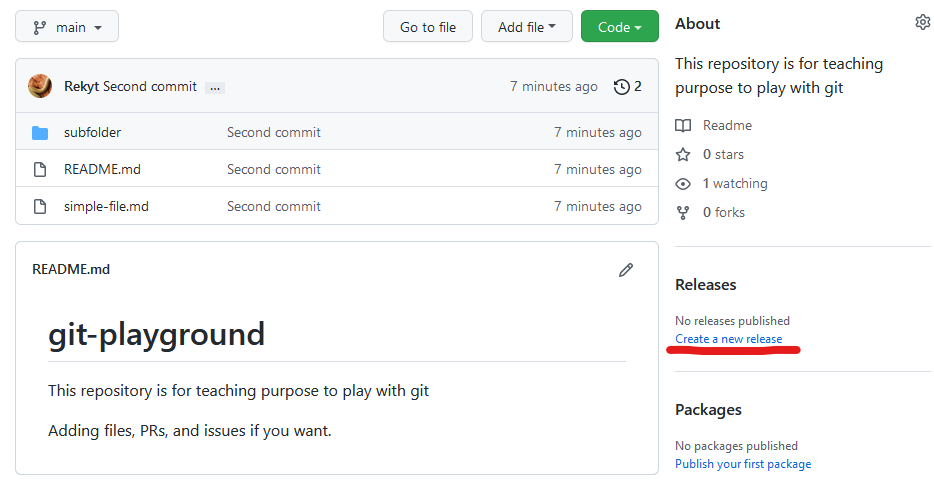 main
Go to file
Add file
Code
Rekyt Second commit ...
7 minutes ago
2
subfolder Second commit 7 minutes ago
README.md Second commit 7 minutes ago
simple-file.md Second commit 7 minutes ago
README.md
git-playground
This repository is for teaching purpose to play with git
Adding files, PRs, and issues if you want.
About
This repository is for teaching
purpose to play with git
Readme
0 stars
1 watching
0 forks
Releases
No releases published
Create a new release
Packages
No packages published
Publish your first package